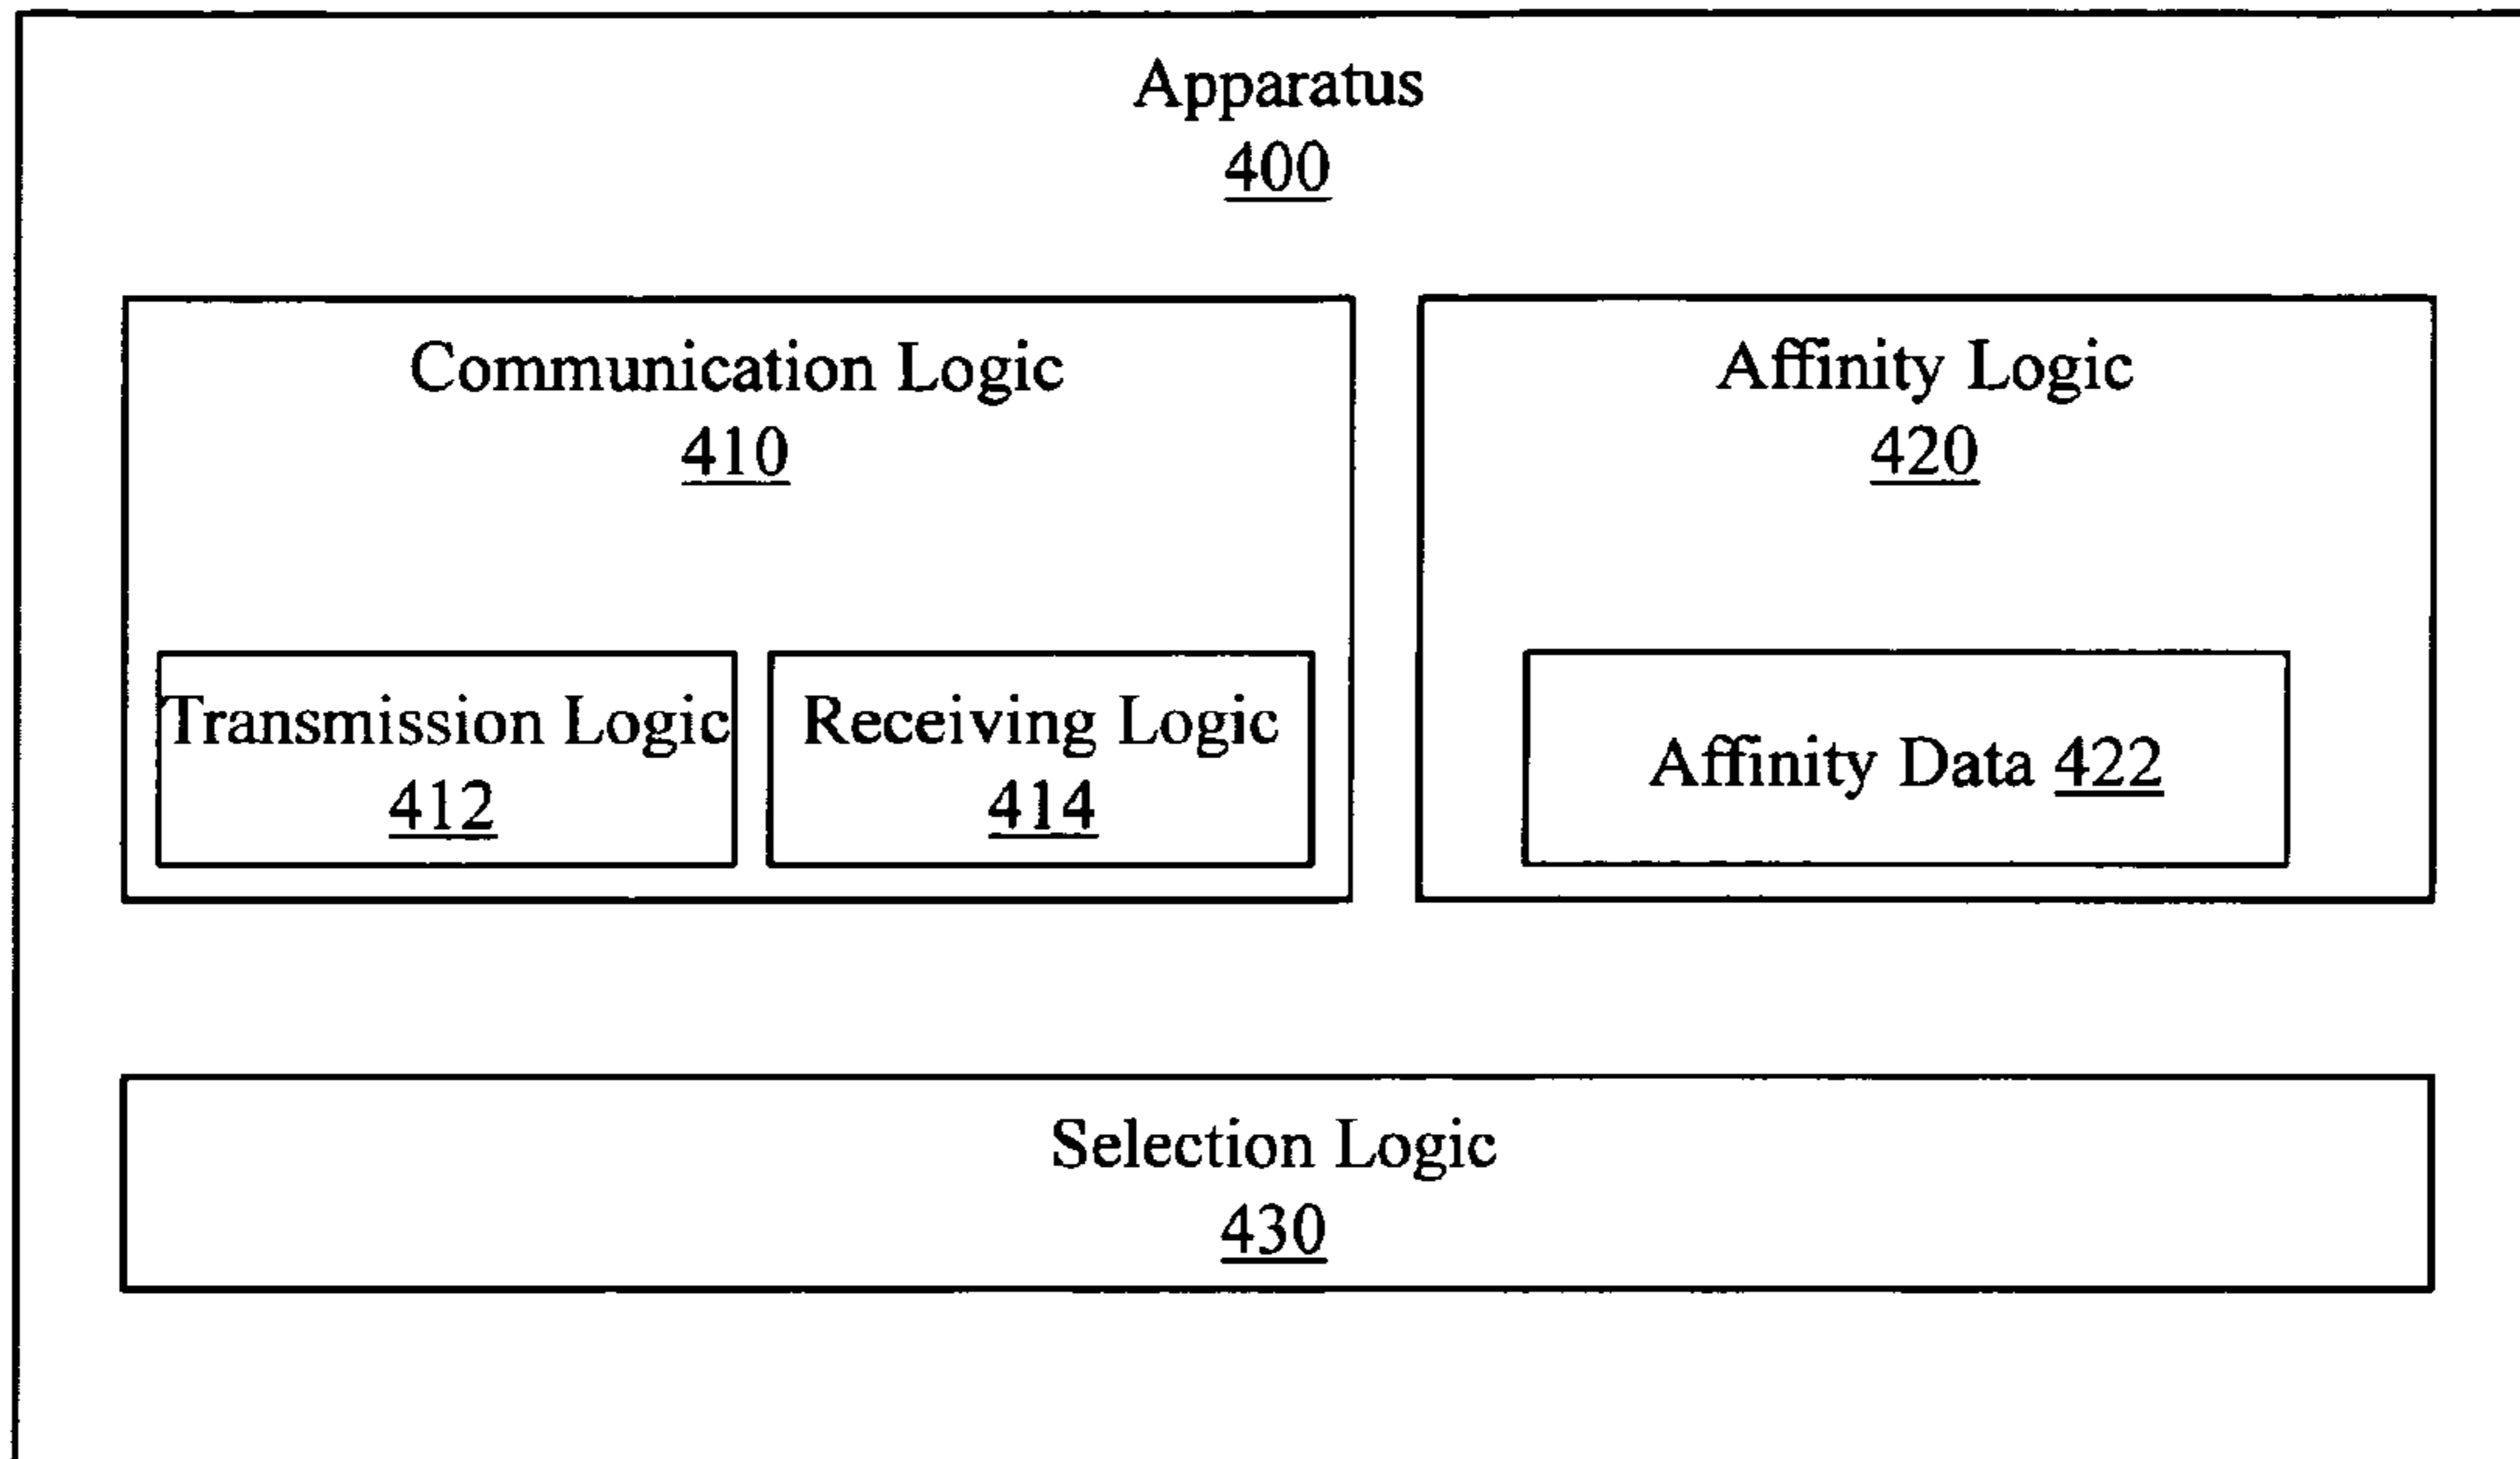 Apparatus
400
Communication Logic
410
Affinity Logic
420
Transmission Logic
412
Receiving Logic
414
Affinity Data 422
Selection Logic
430